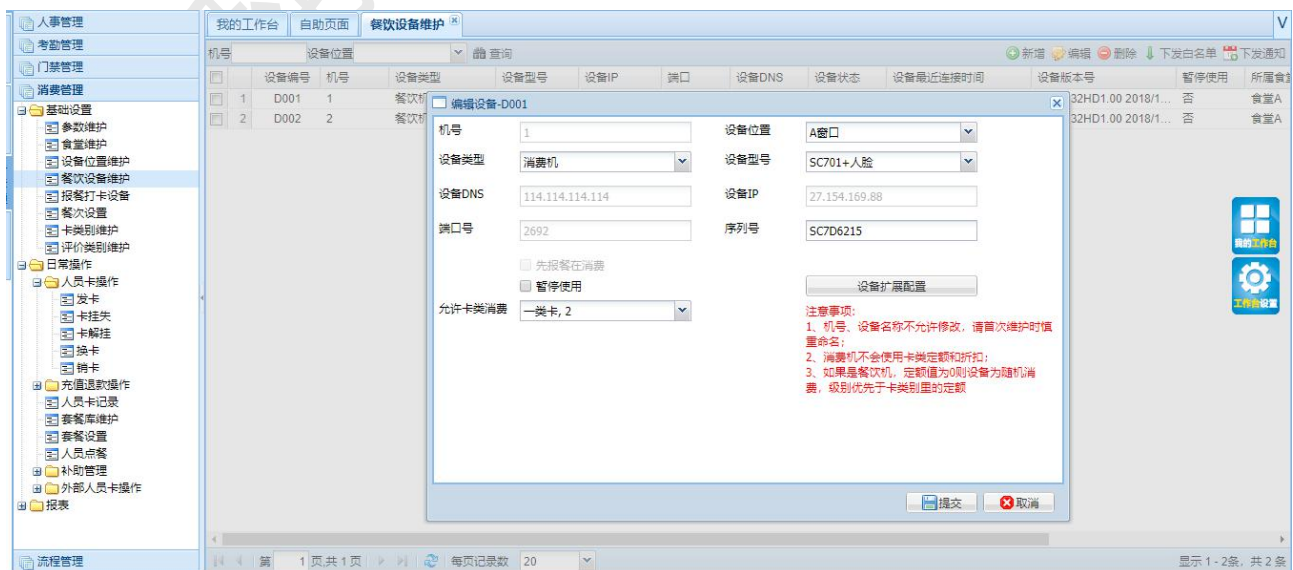 人事管理
考勤管理
门禁管理
消费管理
基础设置
参数维护
食堂维护
设备位置维护
餐饮设备维护
报餐打卡设备
餐次设置
卡类别维护
评价类别维护
日常操作
人员卡操作
发卡
卡挂失
卡解挂
换卡
销卡
充值退款操作
人员卡记录
套餐库维护
套餐设置
人员点餐
补助管理
外部人员卡操作
报表
流程管理
我的工作台 自助页面 餐饮设备维护
机号 设备位置 查询 新增 编辑 删除 下发白名单 下发通知
设备编号 机号 设备类型 设备型号 设备IP 端口 设备DNS 设备状态 设备最近连接时间 设备版本号 暂停使用 所属食堂
1 D001 1 餐饮机 32HD1.00 2018/1... 否 食堂A
2 D002 2 餐饮机 32HD1.00 2018/1... 否 食堂A
编辑设备-D001
机号 1 设备位置 A窗口
设备类型 消费机 设备型号 SC701+人脸
设备DNS 114.114.114.114 设备IP 27.154.169.88
端口号 2692 序列号 SC7D6215
先报餐在消费
暂停使用 设备扩展配置
允许卡类消费 一类卡, 2
注意事项:
1、机号、设备名称不允许修改，请首次维护时慎
重命名；
2、消费机不会使用卡类定额和折扣；
3、如果是餐饮机，定额值为0则设备为随机消
费，级别优先于卡类别里的定额
提交 取消
我的工作台
工作台设置
第 1 页,共 1 页 每页记录数 20 显示 1 - 2条，共 2 条